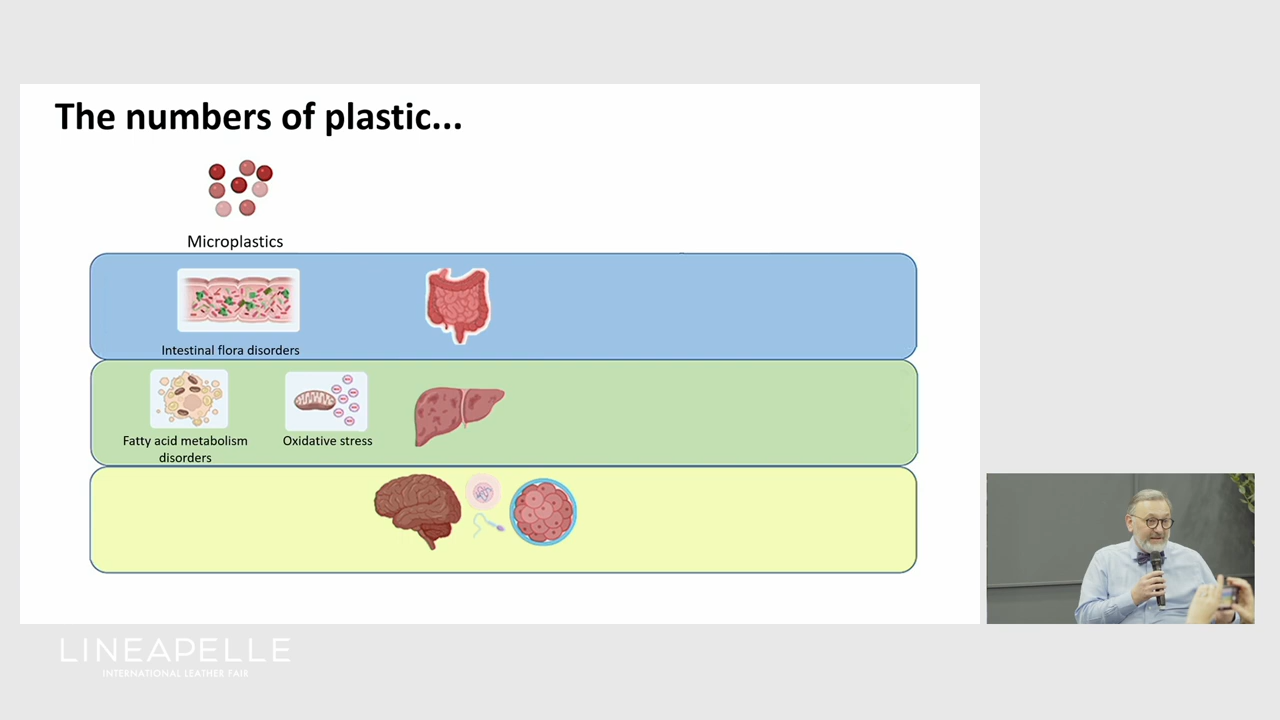 The numbers of plastic...
Microplastics
Intestinal flora disorders
Fatty acid metabolism
disorders
Oxidative stress
LINEAPELLE
INTERNATIONAL LEATHER FAIR